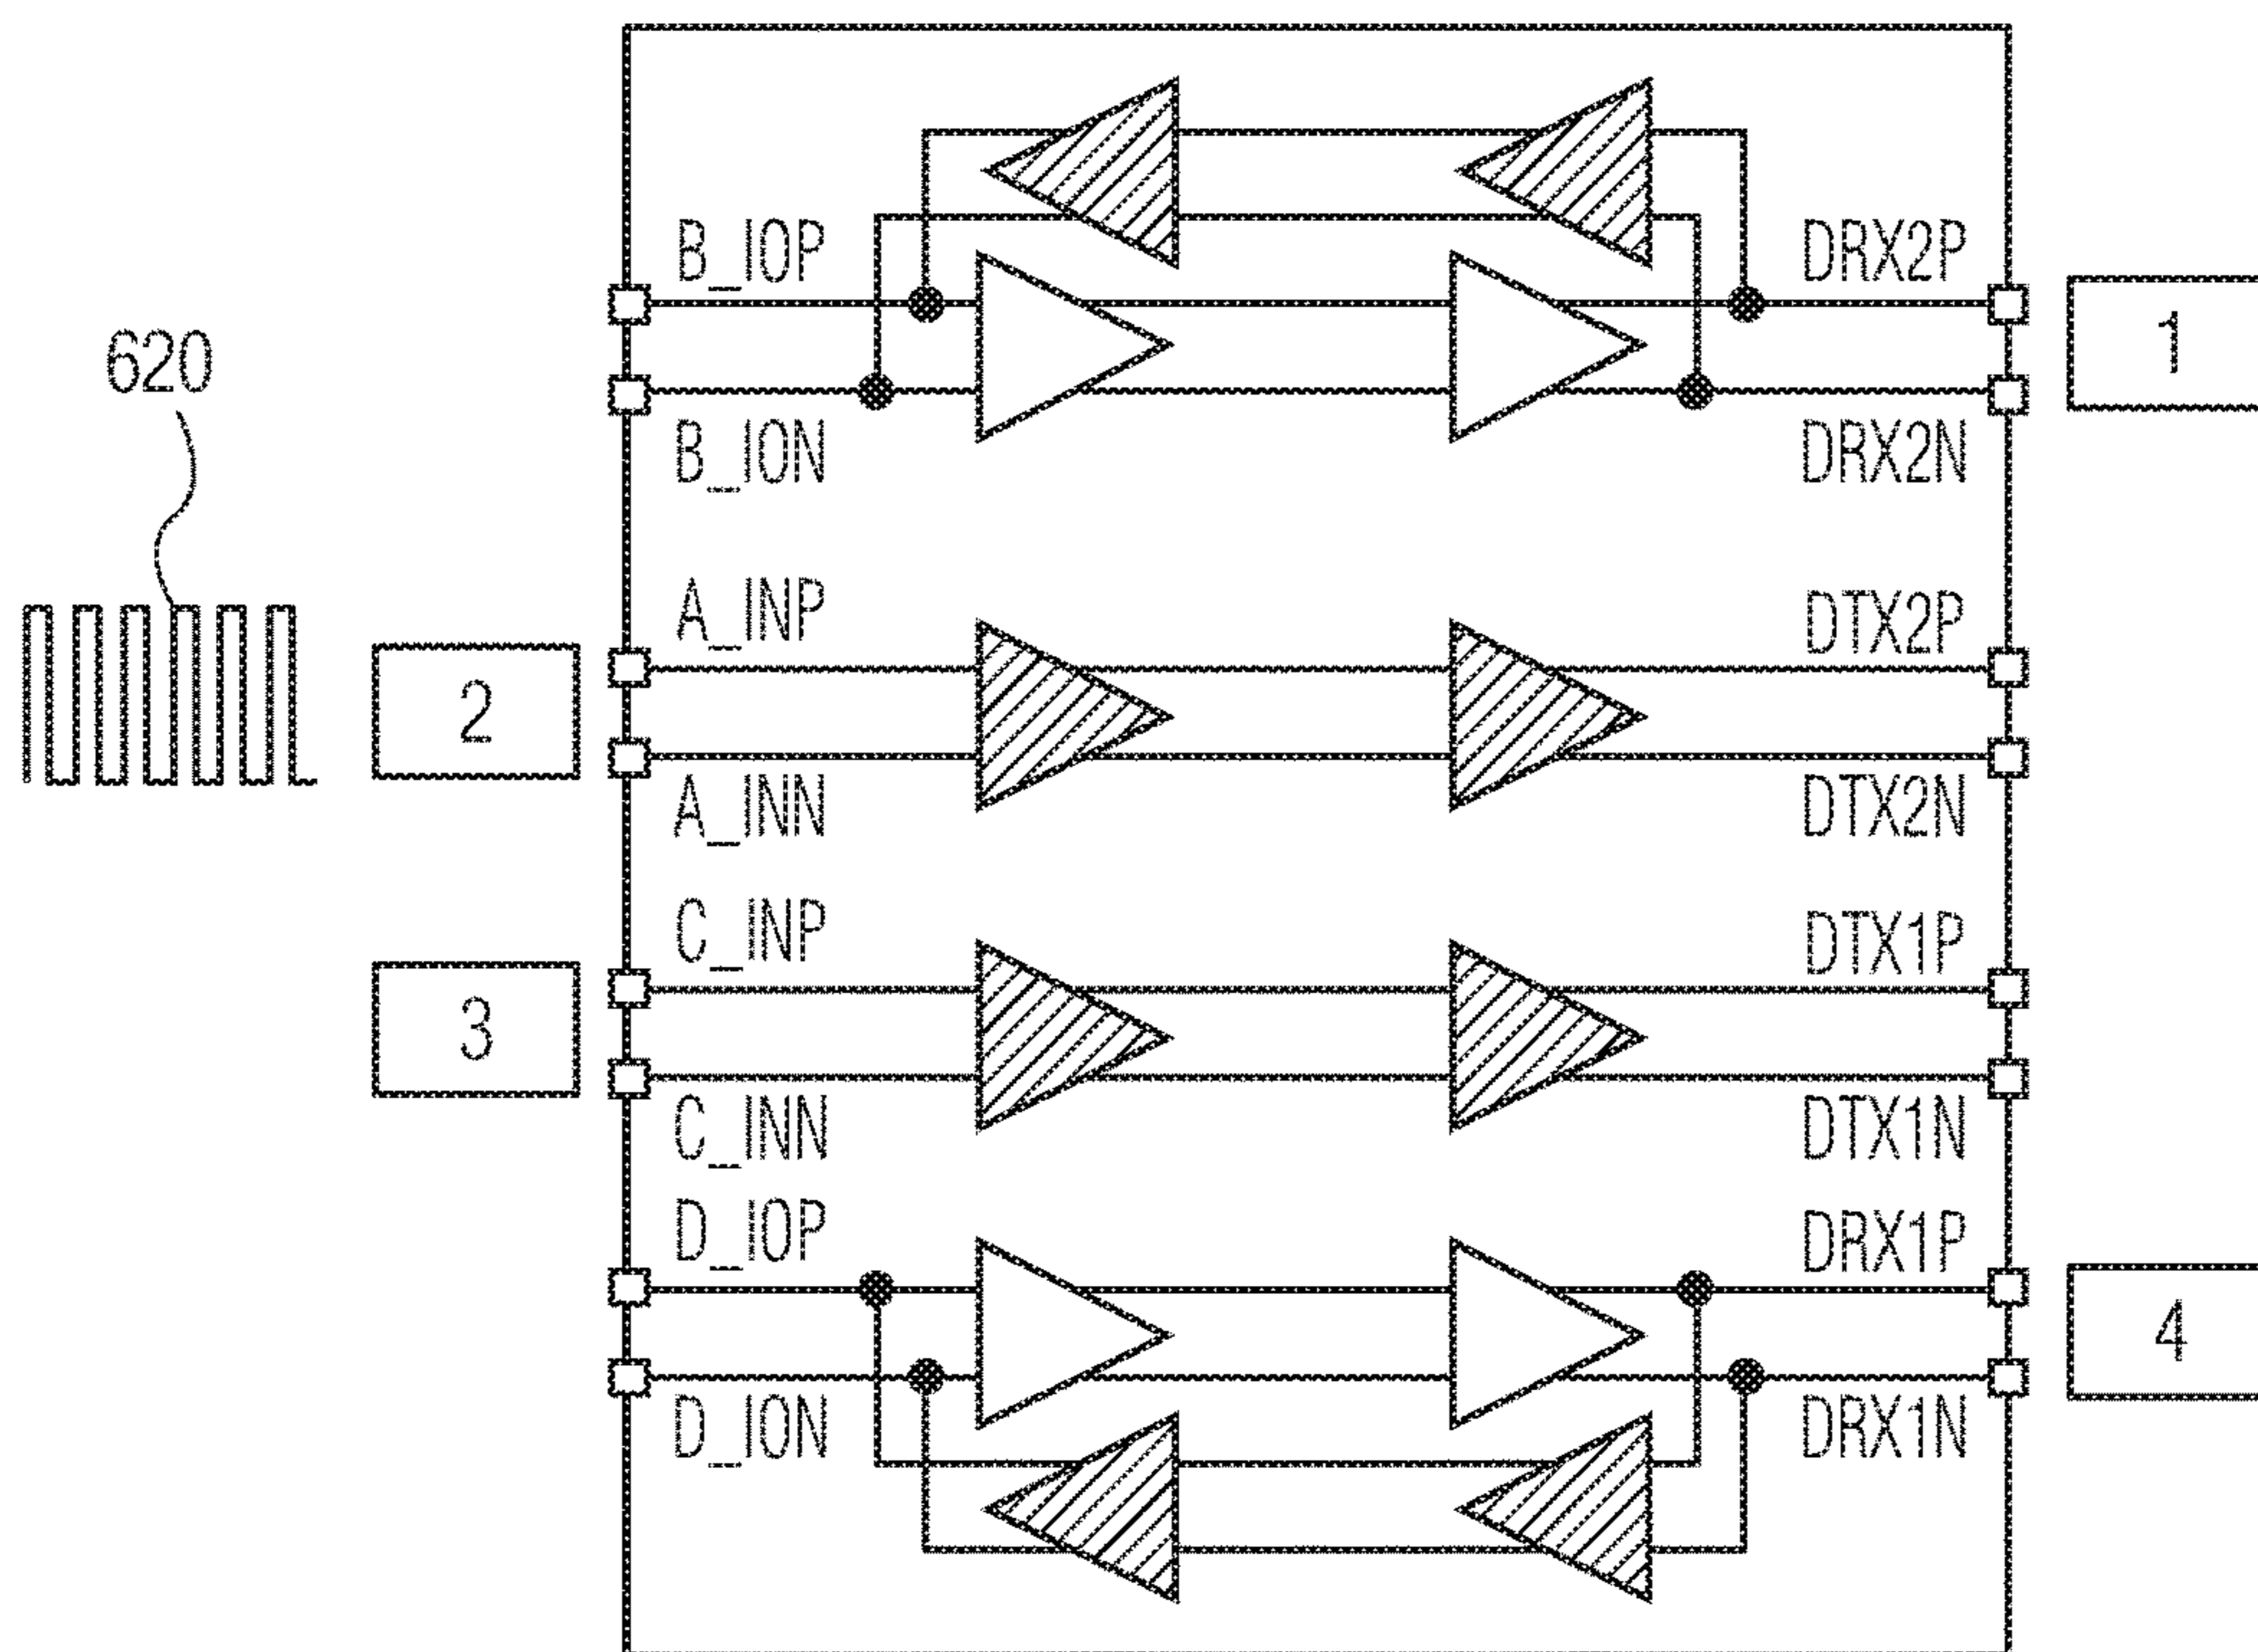 B_IOP DRX2P
620 1
B_ION DRX2N
A_INP DTX2P
2
A_INN DTX2N
C_INP DTX1P
3
C_INN DTX1N
D_IOP DRX1P
4
D_ION DRX1N